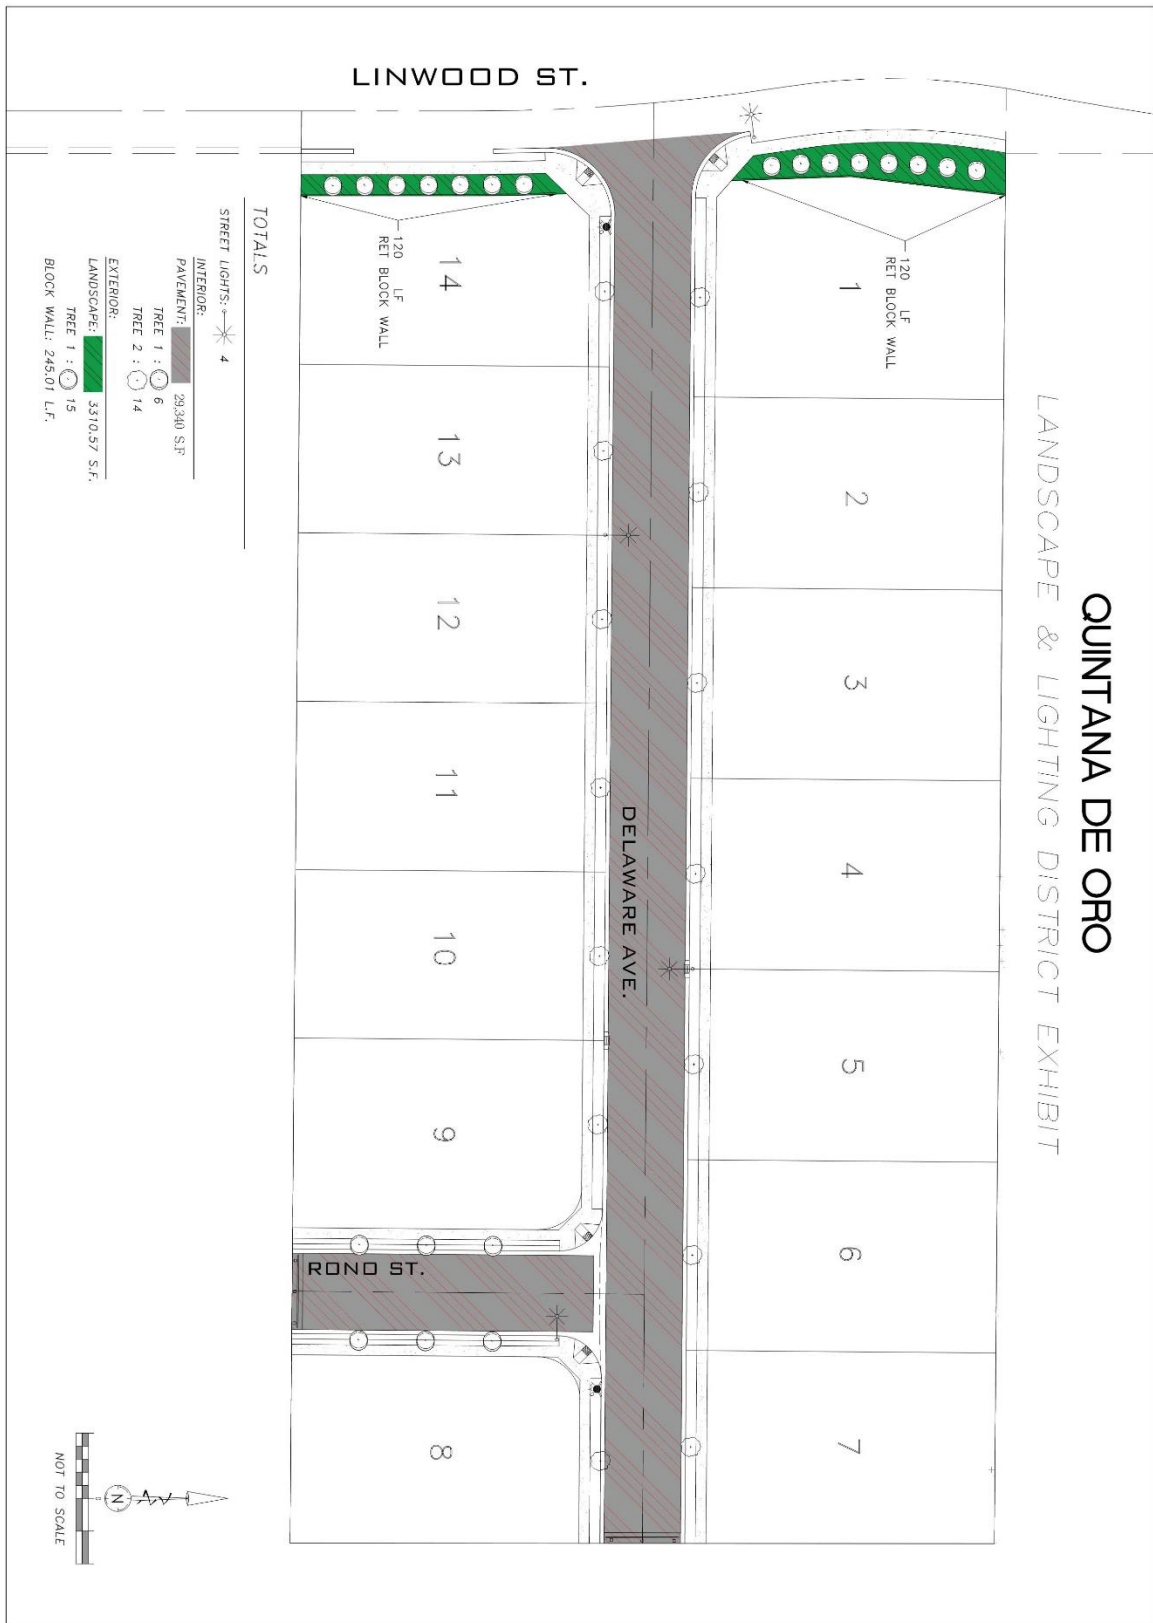 QUINTANA DE ORO
LANDSCAPE & LIGHTING DISTRICT EXHIBIT
LINWOOD ST.
120 LF
RET BLOCK WALL
120 LF
RET BLOCK WALL
1
2
3
4
5
6
7
8
9
10
11
12
13
14
DELAWARE AVE.
ROND ST.
TOTALS
STREET LIGHTS: 4
INTERIOR:
PAVEMENT: 29,340 S.F
TREE 1 : 6
TREE 2 : 14
EXTERIOR:
LANDSCAPE: 3310.57 S.F.
TREE 1 : 15
BLOCK WALL: 245.01 L.F.
N
NOT TO SCALE